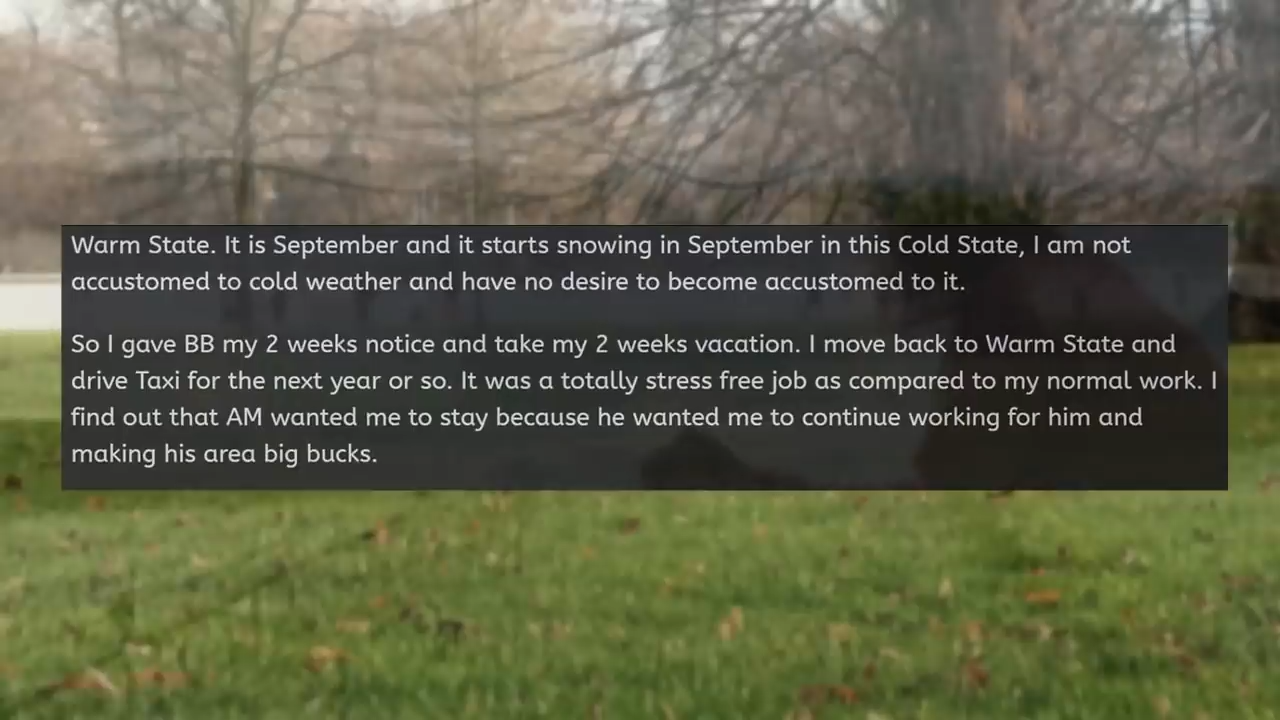 Warm State. It is September and it starts snowing in September in this Cold State, I am not
accustomed to cold weather and have no desire to become accustomed to it.
So I gave BB my 2 weeks notice and take my 2 weeks vacation. I move back to Warm State and
drive Taxi for the next year or so. It was a totally stress free job as compared to my normal work. I
find out that AM wanted me to stay because he wanted me to continue working for him and
making his area big bucks.